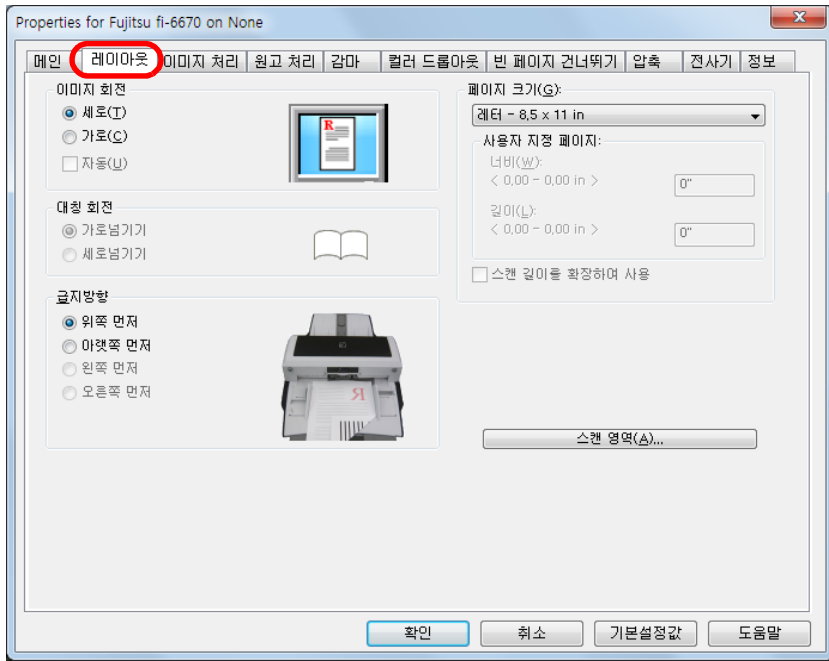 Properties for Fujitsu fi-6670 on None
메인 레이아웃 이미지 처리 원고 처리 감마 컬러 드롭아웃 빈 페이지 건너뛰기 압축 전사기 정보
이미지 회전
세로(T)
가로(C)
자동(U)
R
대칭 회전
가로넘기기
세로넘기기
급지방향
위쪽 먼저
아랫쪽 먼저
왼쪽 먼저
오른쪽 먼저
R
페이지 크기(G):
레터 - 8,5 x 11 in
사용자 지정 페이지:
너비(W):
< 0,00 - 0,00 in >
0"
길이(L):
< 0,00 - 0,00 in >
0"
스캔 길이을 확장하여 사용
스캔 영역(A)...
확인 취소 기본설정값 도움말